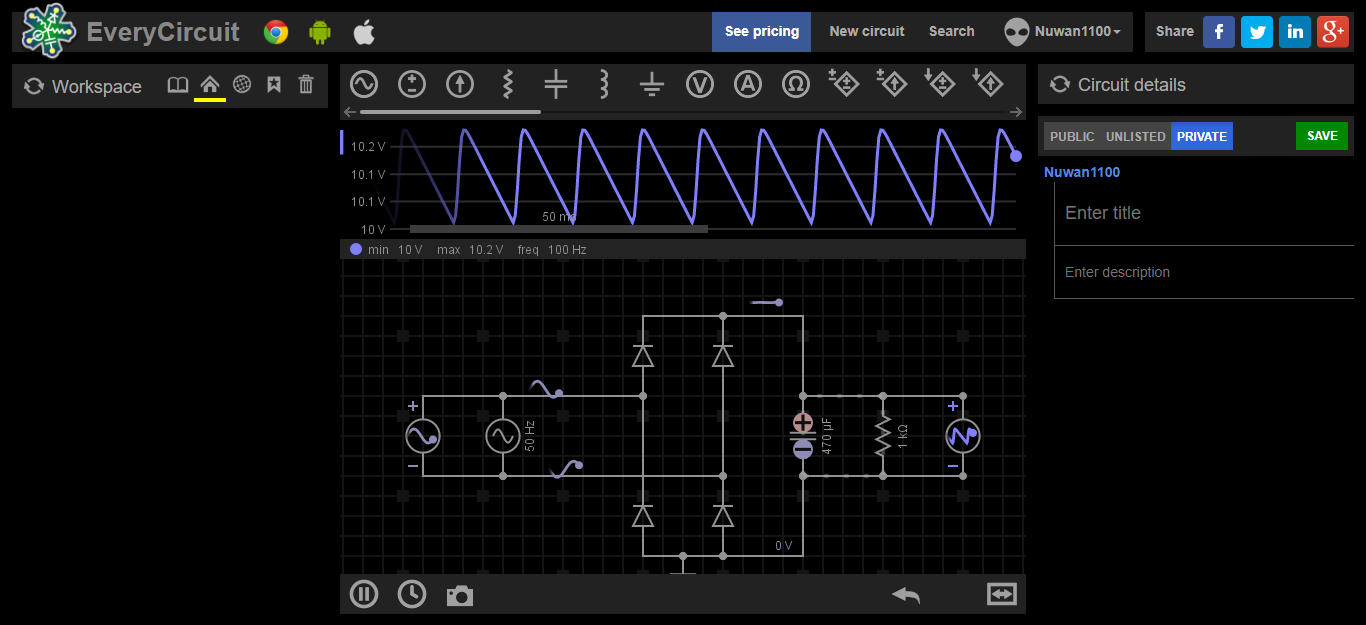 EveryCircuit
See pricing
New circuit
Search
Nuwan1100
Share
f
in
g+
Workspace
V
A
Ω
Circuit details
10.2 V
10.1 V
10.1 V
10 V
50 ms
min 10 V max 10.2 V freq 100 Hz
PUBLIC UNLISTED PRIVATE
SAVE
Nuwan1100
Enter title
Enter description
+
−
50 Hz
470 µF
1 kΩ
+
−
0 V